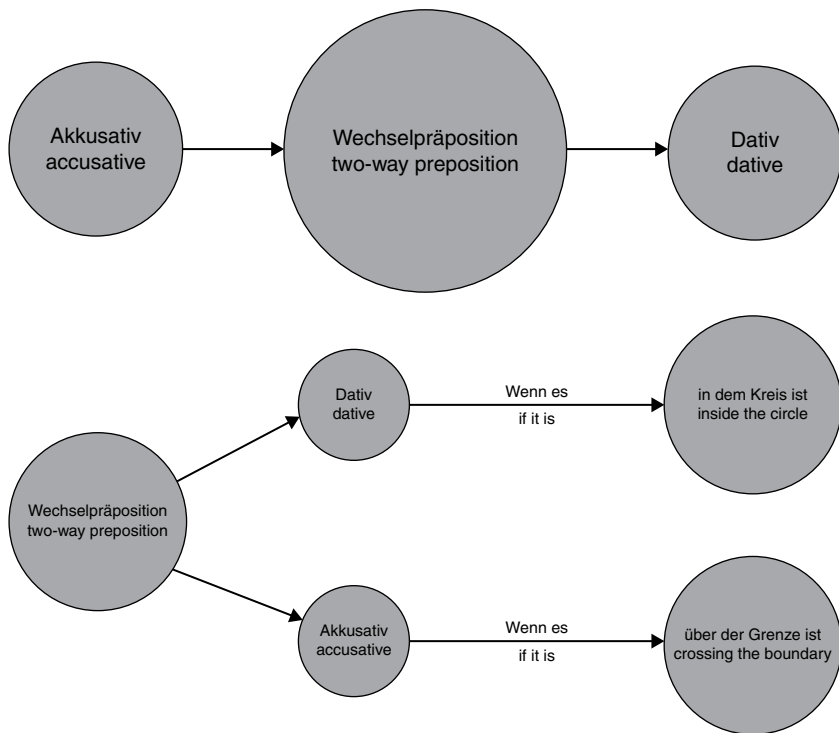 Akkusativ
accusative
Wechselpräposition
two-way preposition
Dativ
dative
Wechselpräposition
two-way preposition
Dativ
dative
Wenn es
if it is
in dem Kreis ist
inside the circle
Akkusativ
accusative
Wenn es
if it is
über der Grenze ist
crossing the boundary